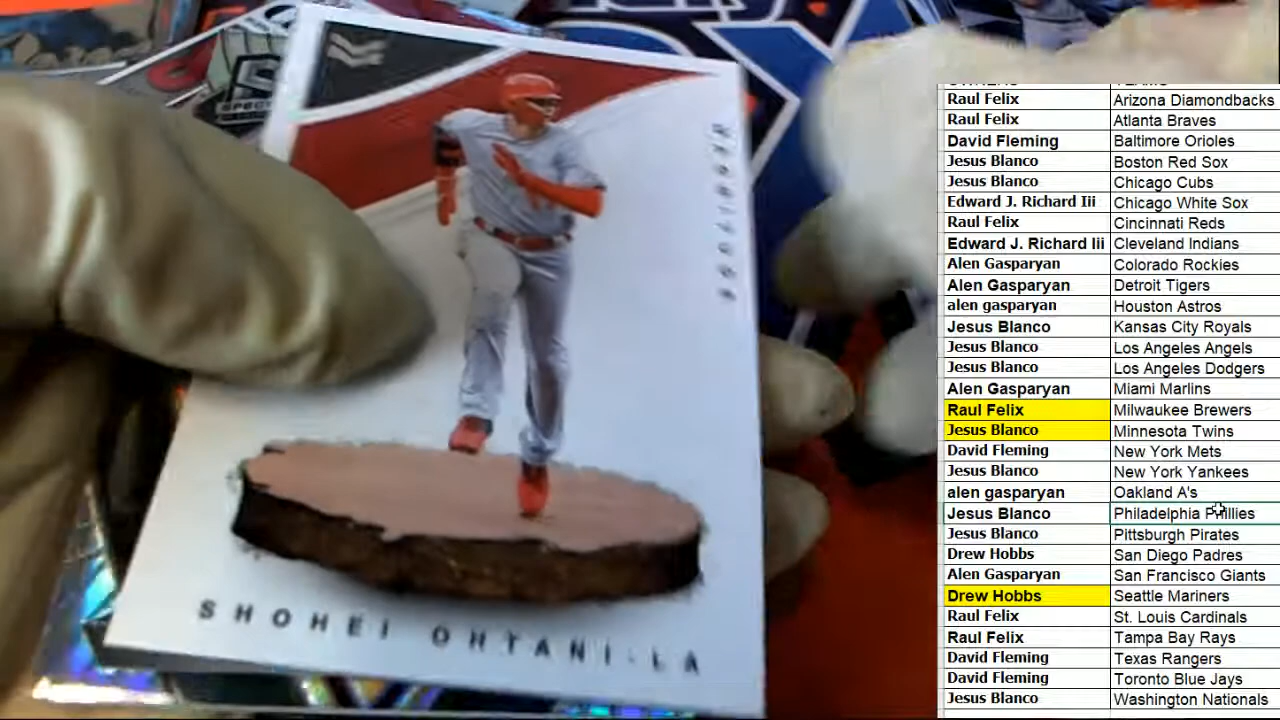 SHOHEI OHTANI-LA
Raul Felix Arizona Diamondbacks
Raul Felix Atlanta Braves
David Fleming Baltimore Orioles
Jesus Blanco Boston Red Sox
Jesus Blanco Chicago Cubs
Edward J. Richard Iii Chicago White Sox
Raul Felix Cincinnati Reds
Edward J. Richard Iii Cleveland Indians
Alen Gasparyan Colorado Rockies
Alen Gasparyan Detroit Tigers
alen gasparyan Houston Astros
Jesus Blanco Kansas City Royals
Jesus Blanco Los Angeles Angels
Jesus Blanco Los Angeles Dodgers
Alen Gasparyan Miami Marlins
Raul Felix Milwaukee Brewers
Jesus Blanco Minnesota Twins
David Fleming New York Mets
Jesus Blanco New York Yankees
alen gasparyan Oakland A's
Jesus Blanco Philadelphia Phillies
Jesus Blanco Pittsburgh Pirates
Drew Hobbs San Diego Padres
Alen Gasparyan San Francisco Giants
Drew Hobbs Seattle Mariners
Raul Felix St. Louis Cardinals
Raul Felix Tampa Bay Rays
David Fleming Texas Rangers
David Fleming Toronto Blue Jays
Jesus Blanco Washington Nationals